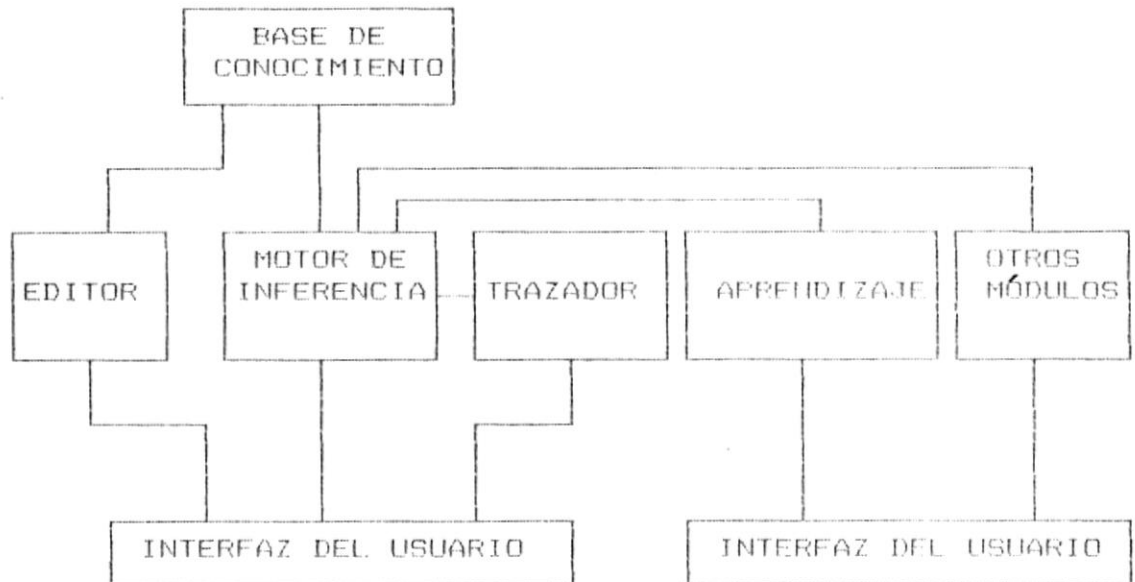 BASE DE
CONOCIMIENTO
EDITOR
MOTOR DE
INFERENCIA
TRAZADOR
APRENDIZAJE
OTROS
MÓDULOS
INTERFAZ DEL USUARIO
INTERFAZ DEL USUARIO